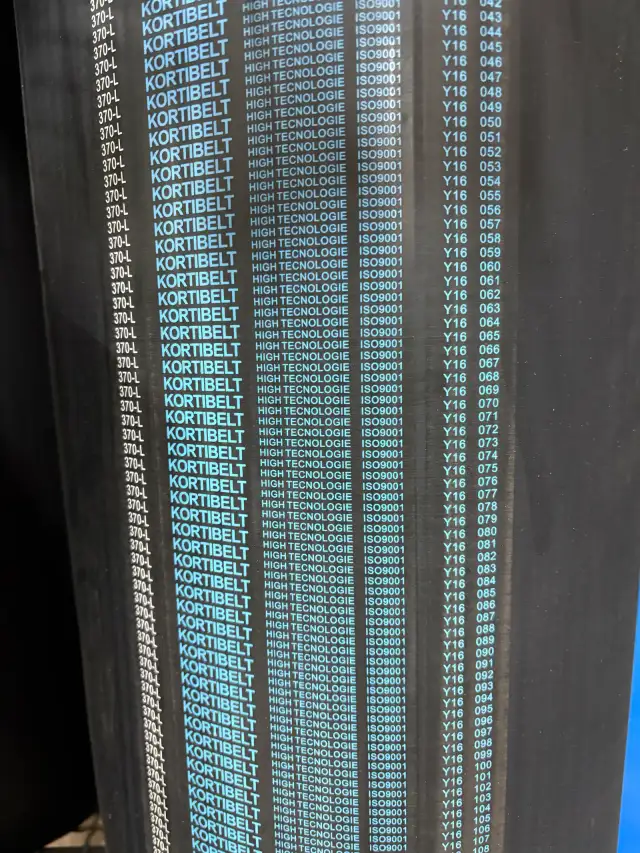 370-L KORTIBELT HIGH TECNOLOGIE ISO9001 Y16 042
370-L KORTIBELT HIGH TECNOLOGIE ISO9001 Y16 043
370-L KORTIBELT HIGH TECNOLOGIE ISO9001 Y16 044
370-L KORTIBELT HIGH TECNOLOGIE ISO9001 Y16 045
370-L KORTIBELT HIGH TECNOLOGIE ISO9001 Y16 046
370-L KORTIBELT HIGH TECNOLOGIE ISO9001 Y16 047
370-L KORTIBELT HIGH TECNOLOGIE ISO9001 Y16 048
370-L KORTIBELT HIGH TECNOLOGIE ISO9001 Y16 049
370-L KORTIBELT HIGH TECNOLOGIE ISO9001 Y16 050
370-L KORTIBELT HIGH TECNOLOGIE ISO9001 Y16 051
370-L KORTIBELT HIGH TECNOLOGIE ISO9001 Y16 052
370-L KORTIBELT HIGH TECNOLOGIE ISO9001 Y16 053
370-L KORTIBELT HIGH TECNOLOGIE ISO9001 Y16 054
370-L KORTIBELT HIGH TECNOLOGIE ISO9001 Y16 055
370-L KORTIBELT HIGH TECNOLOGIE ISO9001 Y16 056
370-L KORTIBELT HIGH TECNOLOGIE ISO9001 Y16 057
370-L KORTIBELT HIGH TECNOLOGIE ISO9001 Y16 058
370-L KORTIBELT HIGH TECNOLOGIE ISO9001 Y16 059
370-L KORTIBELT HIGH TECNOLOGIE ISO9001 Y16 060
370-L KORTIBELT HIGH TECNOLOGIE ISO9001 Y16 061
370-L KORTIBELT HIGH TECNOLOGIE ISO9001 Y16 062
370-L KORTIBELT HIGH TECNOLOGIE ISO9001 Y16 063
370-L KORTIBELT HIGH TECNOLOGIE ISO9001 Y16 064
370-L KORTIBELT HIGH TECNOLOGIE ISO9001 Y16 065
370-L KORTIBELT HIGH TECNOLOGIE ISO9001 Y16 066
370-L KORTIBELT HIGH TECNOLOGIE ISO9001 Y16 067
370-L KORTIBELT HIGH TECNOLOGIE ISO9001 Y16 068
370-L KORTIBELT HIGH TECNOLOGIE ISO9001 Y16 069
370-L KORTIBELT HIGH TECNOLOGIE ISO9001 Y16 070
370-L KORTIBELT HIGH TECNOLOGIE ISO9001 Y16 071
370-L KORTIBELT HIGH TECNOLOGIE ISO9001 Y16 072
370-L KORTIBELT HIGH TECNOLOGIE ISO9001 Y16 073
370-L KORTIBELT HIGH TECNOLOGIE ISO9001 Y16 074
370-L KORTIBELT HIGH TECNOLOGIE ISO9001 Y16 075
370-L KORTIBELT HIGH TECNOLOGIE ISO9001 Y16 076
370-L KORTIBELT HIGH TECNOLOGIE ISO9001 Y16 077
370-L KORTIBELT HIGH TECNOLOGIE ISO9001 Y16 078
370-L KORTIBELT HIGH TECNOLOGIE ISO9001 Y16 079
370-L KORTIBELT HIGH TECNOLOGIE ISO9001 Y16 080
370-L KORTIBELT HIGH TECNOLOGIE ISO9001 Y16 081
370-L KORTIBELT HIGH TECNOLOGIE ISO9001 Y16 082
370-L KORTIBELT HIGH TECNOLOGIE ISO9001 Y16 083
370-L KORTIBELT HIGH TECNOLOGIE ISO9001 Y16 084
370-L KORTIBELT HIGH TECNOLOGIE ISO9001 Y16 085
370-L KORTIBELT HIGH TECNOLOGIE ISO9001 Y16 086
370-L KORTIBELT HIGH TECNOLOGIE ISO9001 Y16 087
370-L KORTIBELT HIGH TECNOLOGIE ISO9001 Y16 088
370-L KORTIBELT HIGH TECNOLOGIE ISO9001 Y16 089
370-L KORTIBELT HIGH TECNOLOGIE ISO9001 Y16 090
370-L KORTIBELT HIGH TECNOLOGIE ISO9001 Y16 091
370-L KORTIBELT HIGH TECNOLOGIE ISO9001 Y16 092
370-L KORTIBELT HIGH TECNOLOGIE ISO9001 Y16 093
370-L KORTIBELT HIGH TECNOLOGIE ISO9001 Y16 094
370-L KORTIBELT HIGH TECNOLOGIE ISO9001 Y16 095
370-L KORTIBELT HIGH TECNOLOGIE ISO9001 Y16 096
370-L KORTIBELT HIGH TECNOLOGIE ISO9001 Y16 097
370-L KORTIBELT HIGH TECNOLOGIE ISO9001 Y16 098
370-L KORTIBELT HIGH TECNOLOGIE ISO9001 Y16 099
370-L KORTIBELT HIGH TECNOLOGIE ISO9001 Y16 100
370-L KORTIBELT HIGH TECNOLOGIE ISO9001 Y16 101
370-L KORTIBELT HIGH TECNOLOGIE ISO9001 Y16 102
370-L KORTIBELT HIGH TECNOLOGIE ISO9001 Y16 103
370-L KORTIBELT HIGH TECNOLOGIE ISO9001 Y16 104
370-L KORTIBELT HIGH TECNOLOGIE ISO9001 Y16 105
370-L KORTIBELT HIGH TECNOLOGIE ISO9001 Y16 106
370-L KORTIBELT HIGH TECNOLOGIE ISO9001 Y16 107
370-L KORTIBELT HIGH TECNOLOGIE ISO9001 Y16 108